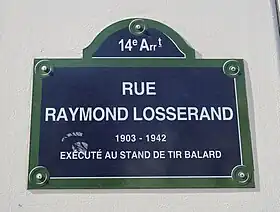 14e Arrt
RUE
RAYMOND LOSSERAND
1903 - 1942
EXÉCUTÉ AU STAND DE TIR BALARD